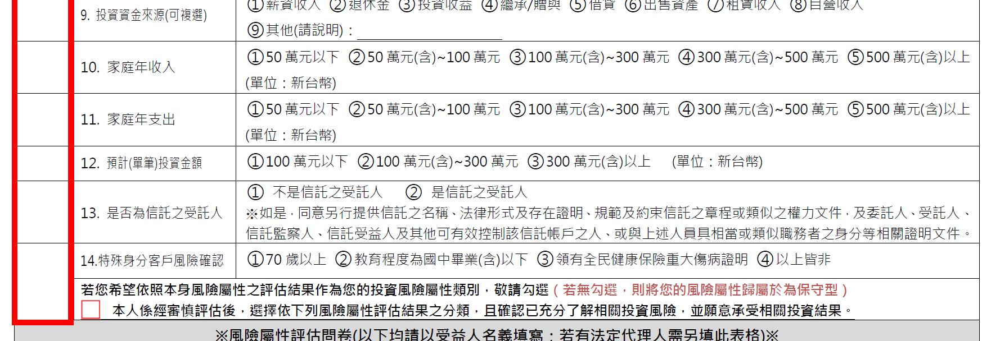 ①薪資收入 ②退休金 ③投資收益 ④繼承/贈與 ⑤借貸 ⑥出售資產 ⑦租賃收入 ⑧自營收入
9. 投資資金來源(可複選)
⑨其他(請說明)：
①50 萬元以下 ②50 萬元(含)~100 萬元 ③100 萬元(含)~300 萬元 ④300 萬元(含)~500 萬元 ⑤500 萬元(含)以上
10. 家庭年收入
(單位：新台幣)
①50 萬元以下 ②50 萬元(含)~100 萬元 ③100 萬元(含)~300 萬元 ④300 萬元(含)~500 萬元 ⑤500 萬元(含)以上
11. 家庭年支出
(單位：新台幣)
12. 預計(單筆)投資金額 ①100 萬元以下 ②100 萬元(含)~300 萬元 ③300 萬元(含)以上 (單位：新台幣)
① 不是信託之受託人 ② 是信託之受託人
13. 是否為信託之受託人 ※如是，同意另行提供信託之名稱、法律形式及存在證明、規範及約束信託之章程或類似之權力文件，及委託人、受託人、
信託監察人、信託受益人及其他可有效控制該信託帳戶之人、或與上述人員具相當或類似職務者之身分等相關證明文件。
14.特殊身分客戶風險確認 ①70 歲以上 ②教育程度為國中畢業(含)以下 ③領有全民健康保險重大傷病證明 ④以上皆非
若您希望依照本身風險屬性之評估結果作為您的投資風險屬性類別，敬請勾選（若無勾選，則將您的風險屬性歸屬於為保守型）
本人係經審慎評估後，選擇依下列風險屬性評估結果之分類，且確認已充分了解相關投資風險，並願意承受相關投資結果。
※風險屬性評估問卷(以下均請以受益人名義填寫；若有法定代理人需另填此表格)※